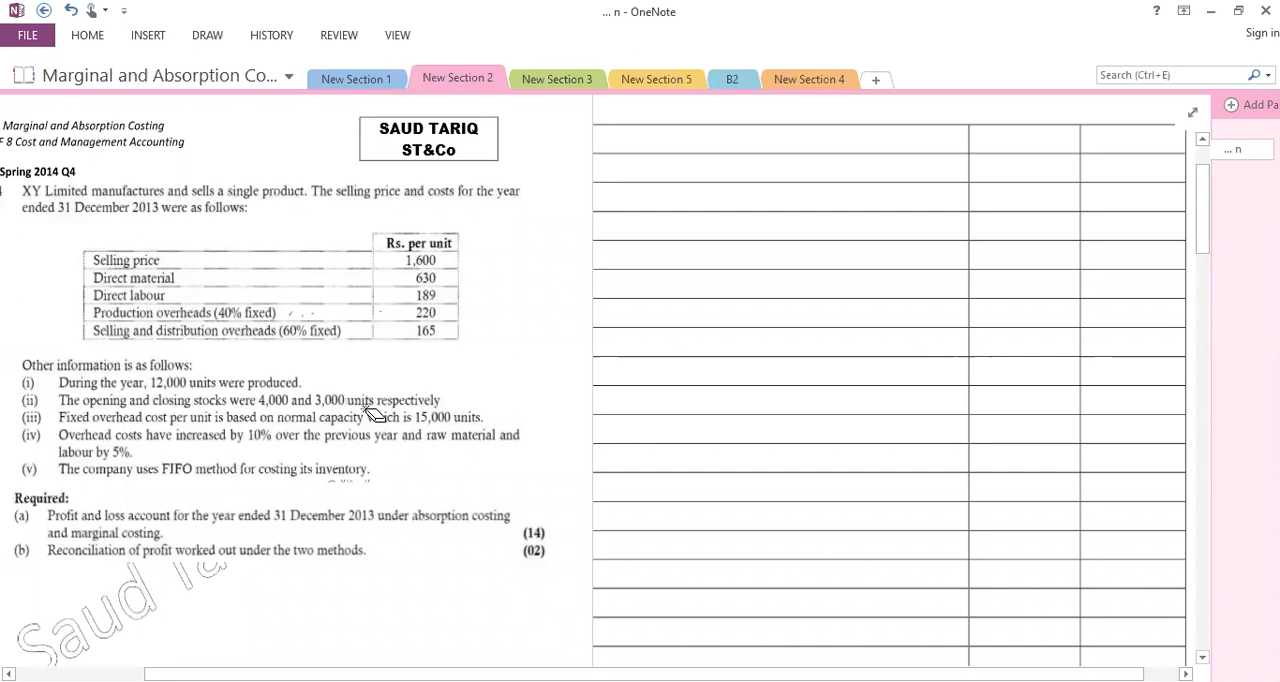 ... n - OneNote
Sign in
FILE HOME INSERT DRAW HISTORY REVIEW VIEW
Marginal and Absorption Co... New Section 1 New Section 2 New Section 3 New Section 5 B2 New Section 4 Search (Ctrl+E)
Add Pa
... n
Marginal and Absorption Costing
F 8 Cost and Management Accounting
SAUD TARIQ
ST&Co
Spring 2014 Q4
XY Limited manufactures and sells a single product. The selling price and costs for the year
ended 31 December 2013 were as follows:
Rs. per unit
Selling price 1,600
Direct material 630
Direct labour 189
Production overheads (40% fixed) 220
Selling and distribution overheads (60% fixed) 165
Other information is as follows:
(i) During the year, 12,000 units were produced.
(ii) The opening and closing stocks were 4,000 and 3,000 units respectively
(iii) Fixed overhead cost per unit is based on normal capacity which is 15,000 units.
(iv) Overhead costs have increased by 10% over the previous year and raw material and
labour by 5%.
(v) The company uses FIFO method for costing its inventory.
Required:
(a) Profit and loss account for the year ended 31 December 2013 under absorption costing
and marginal costing. (14)
(b) Reconciliation of profit worked out under the two methods. (02)
Saud Ta